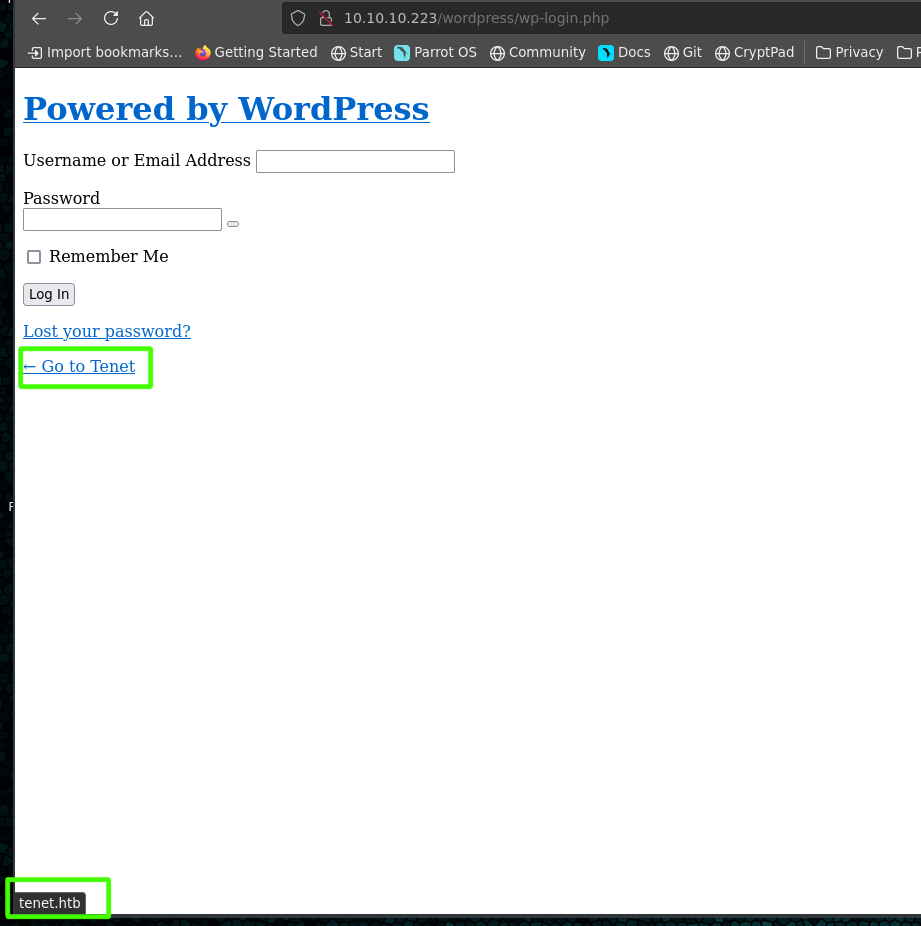 10.10.10.223/wordpress/wp-login.php
Import bookmarks... Getting Started Start Parrot OS Community Docs Git CryptPad Privacy
Powered by WordPress
Username or Email Address
Password
Remember Me
Log In
Lost your password?
← Go to Tenet
tenet.htb